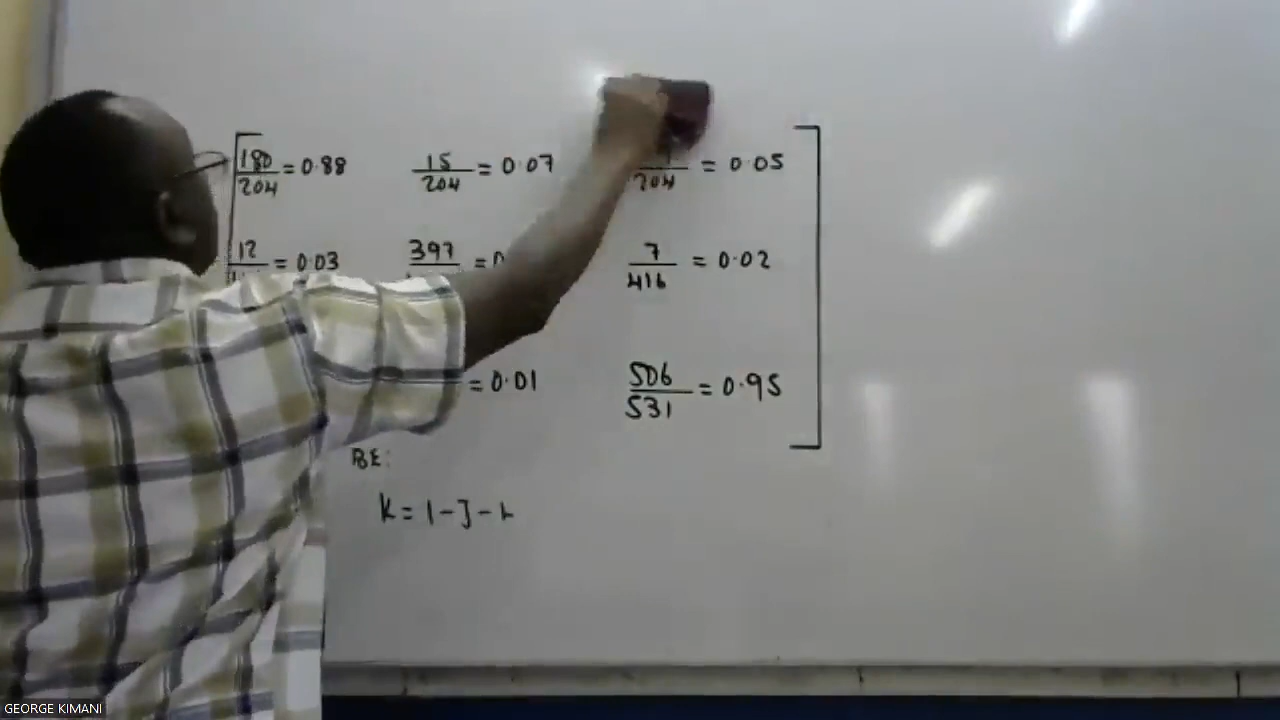 180/204 = 0.88 15/204 = 0.07 /204 = 0.05
12/ = 0.03 397/ = 7/416 = 0.02
= 0.01 506/531 = 0.95
BE:
K = 1 - J - L
GEORGE KIMANI